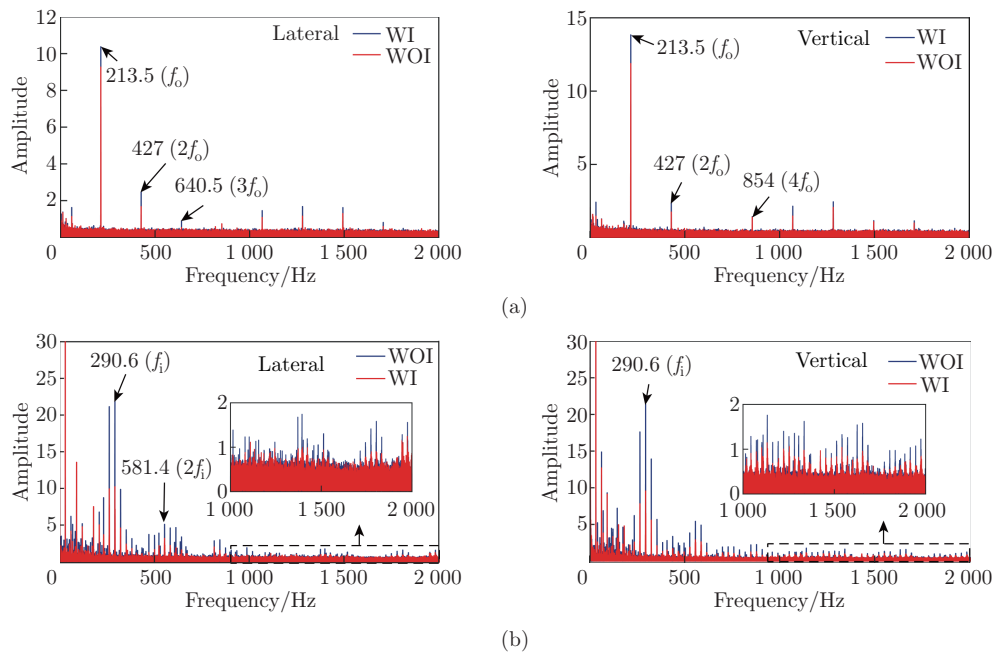 12
10
8
6
4
2
Amplitude
Lateral
WI
WOI
213.5 (fo)
427 (2fo)
640.5 (3fo)
0
500
1 000
1 500
2 000
Frequency/Hz
15
10
5
Amplitude
Vertical
WI
WOI
213.5 (fo)
427 (2fo)
854 (4fo)
0
500
1 000
1 500
2 000
Frequency/Hz
(a)
30
25
20
15
10
5
Amplitude
290.6 (fi)
Lateral
WOI
WI
581.4 (2fi)
2
1
0
1 000
1 500
2 000
0
500
1 000
1 500
2 000
Frequency/Hz
30
25
20
15
10
5
Amplitude
290.6 (fi)
Vertical
WOI
WI
2
1
0
1 000
1 500
2 000
0
500
1 000
1 500
2 000
Frequency/Hz
(b)